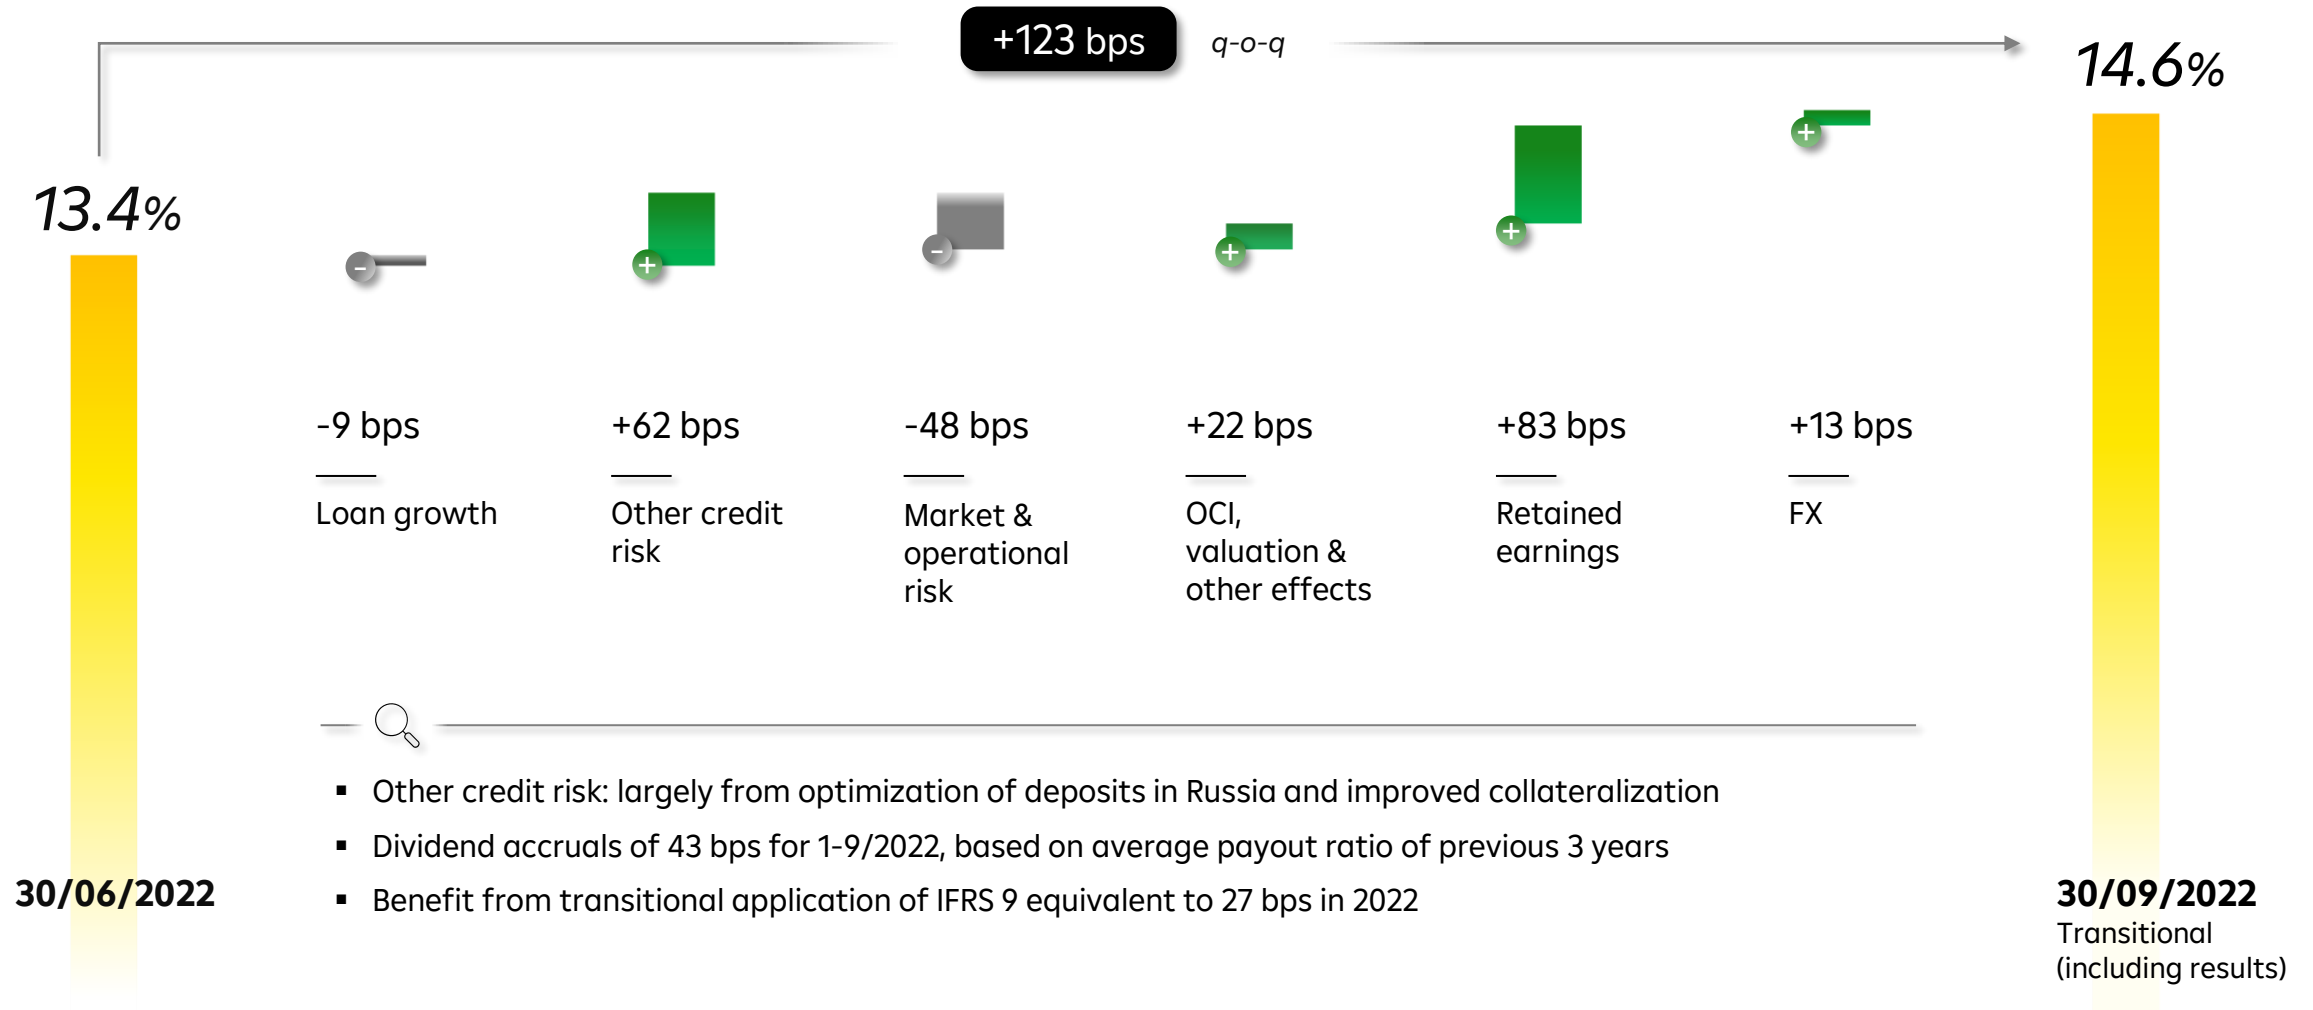 +123 bps q-o-q
14.6%
13.4%
-9 bps
Loan growth
+62 bps
Other credit
risk
-48 bps
Market &
operational
risk
+22 bps
OCI,
valuation &
other effects
+83 bps
Retained
earnings
+13 bps
FX
▪ Other credit risk: largely from optimization of deposits in Russia and improved collateralization
▪ Dividend accruals of 43 bps for 1-9/2022, based on average payout ratio of previous 3 years
▪ Benefit from transitional application of IFRS 9 equivalent to 27 bps in 2022
30/06/2022
30/09/2022
Transitional
(including results)